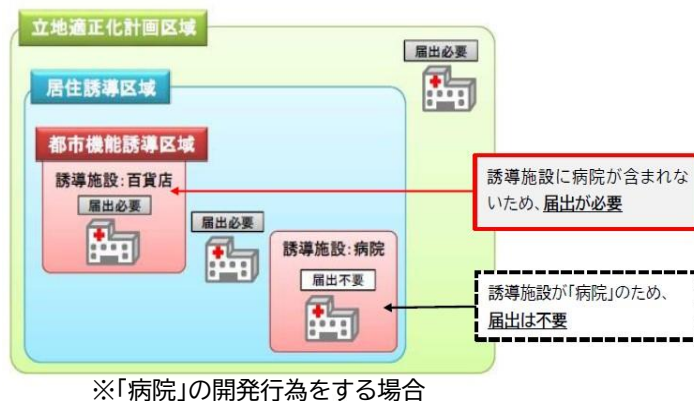 立地適正化計画区域
届出必要
居住誘導区域
都市機能誘導区域
誘導施設:百貨店
届出必要
届出必要
誘導施設:病院
届出不要
誘導施設に病院が含まれな
いため、届出が必要
誘導施設が「病院」のため、
届出は不要
※「病院」の開発行為をする場合